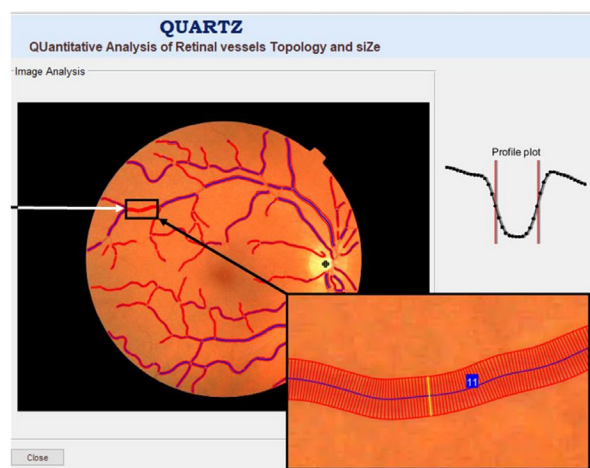 QUARTZ
QUantitative Analysis of Retinal vessels Topology and siZe
Image Analysis
Profile plot
11
Close